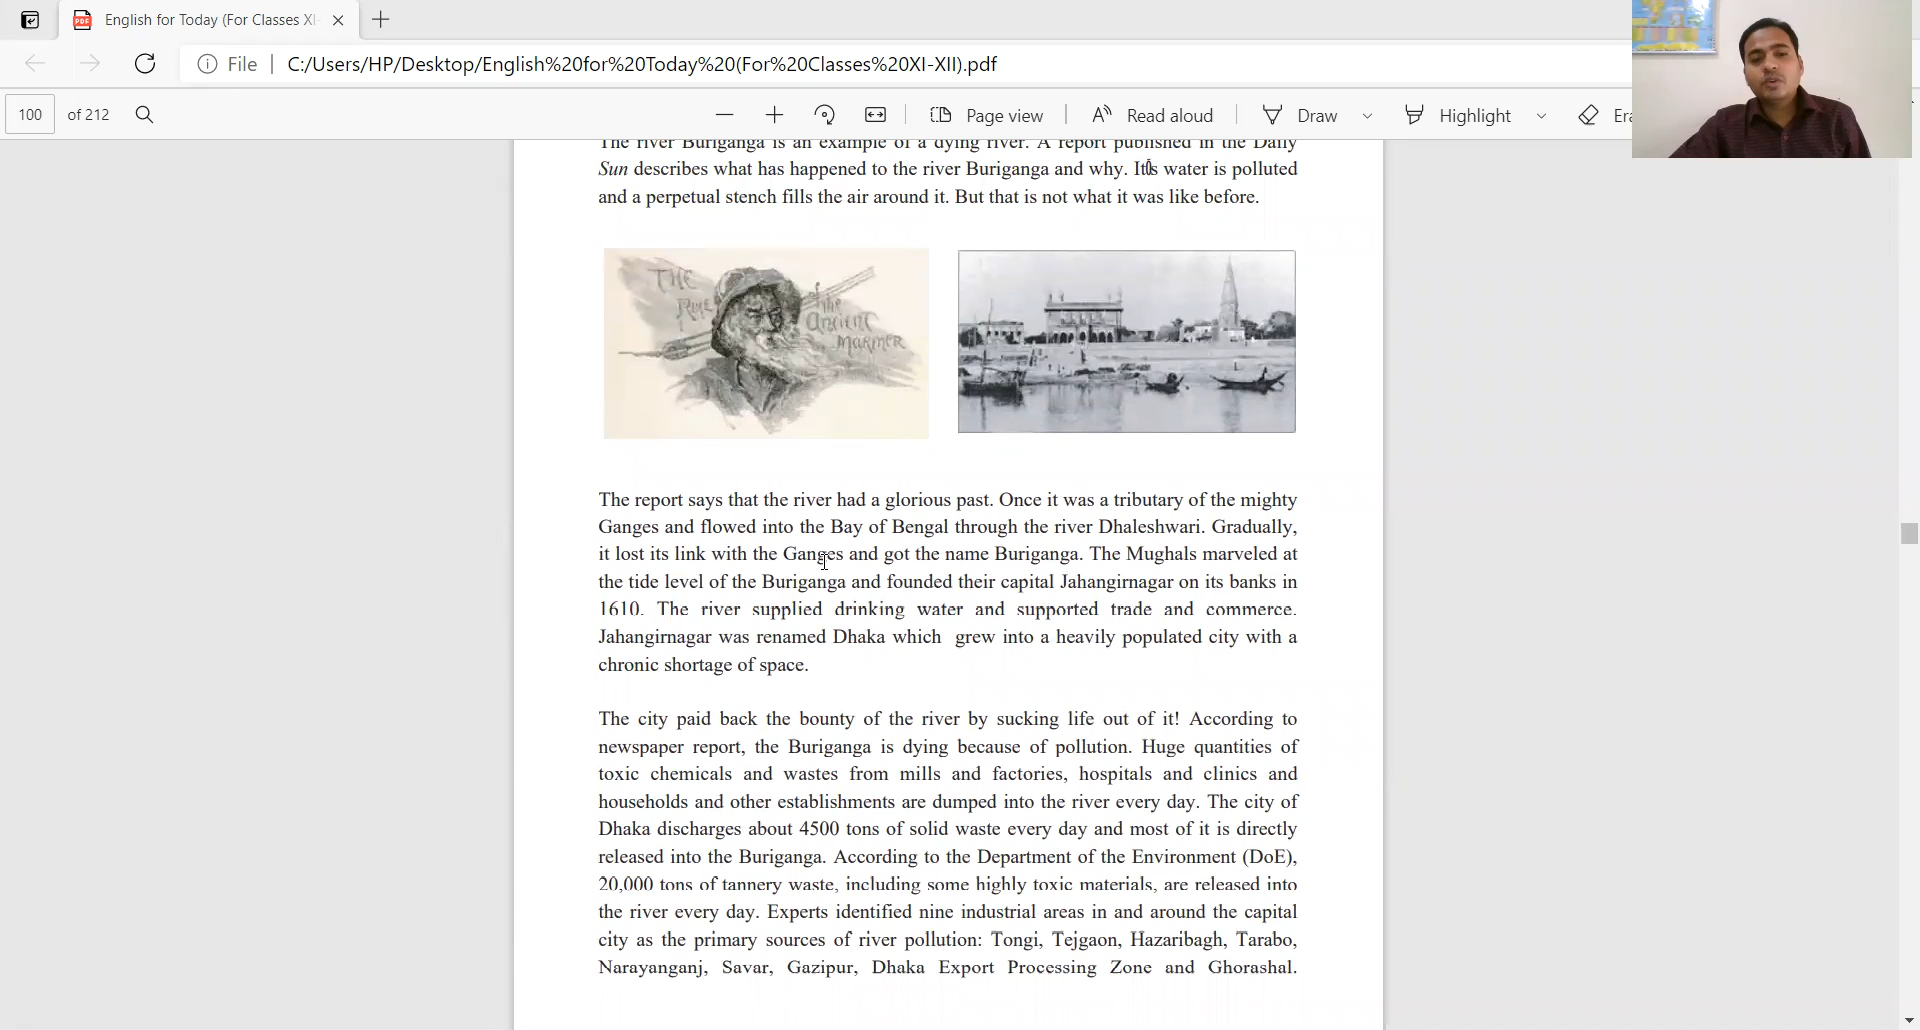 English for Today (For Classes XI-
File
C:/Users/HP/Desktop/English%20for%20Today%20(For%20Classes%20XI-XII).pdf
100 of 212
Page view
Read aloud
Draw
Highlight
Era
The river Buriganga is an example of a dying river. A report published in the Daily
Sun describes what has happened to the river Buriganga and why. It's water is polluted
and a perpetual stench fills the air around it. But that is not what it was like before.
THE
RIME of the
Ancient
Mariner
The report says that the river had a glorious past. Once it was a tributary of the mighty
Ganges and flowed into the Bay of Bengal through the river Dhaleshwari. Gradually,
it lost its link with the Ganges and got the name Buriganga. The Mughals marveled at
the tide level of the Buriganga and founded their capital Jahangirnagar on its banks in
1610. The river supplied drinking water and supported trade and commerce.
Jahangirnagar was renamed Dhaka which grew into a heavily populated city with a
chronic shortage of space.
The city paid back the bounty of the river by sucking life out of it! According to
newspaper report, the Buriganga is dying because of pollution. Huge quantities of
toxic chemicals and wastes from mills and factories, hospitals and clinics and
households and other establishments are dumped into the river every day. The city of
Dhaka discharges about 4500 tons of solid waste every day and most of it is directly
released into the Buriganga. According to the Department of the Environment (DoE),
20,000 tons of tannery waste, including some highly toxic materials, are released into
the river every day. Experts identified nine industrial areas in and around the capital
city as the primary sources of river pollution: Tongi, Tejgaon, Hazaribagh, Tarabo,
Narayanganj, Savar, Gazipur, Dhaka Export Processing Zone and Ghorashal.